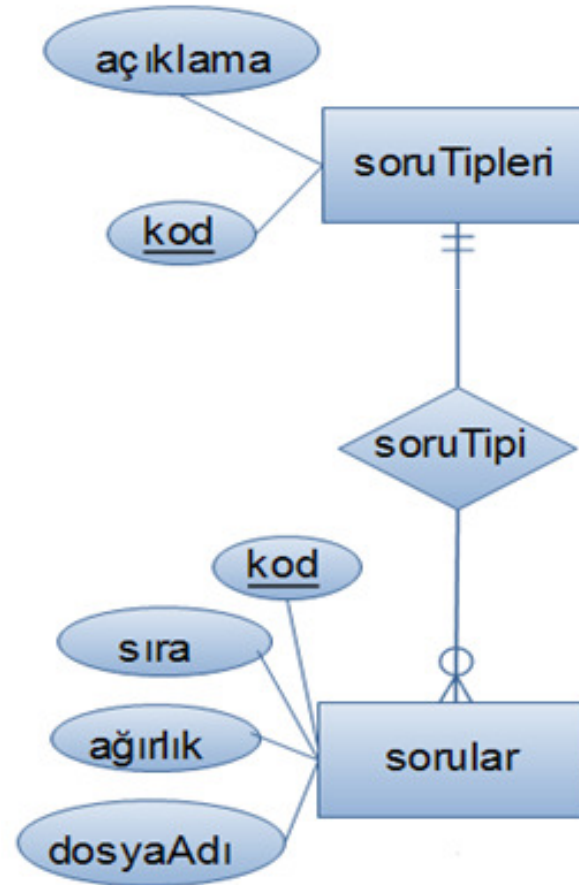 açıklama
soruTipleri
kod
soruTipi
kod
sıra
ağırlık
sorular
dosyaAdı